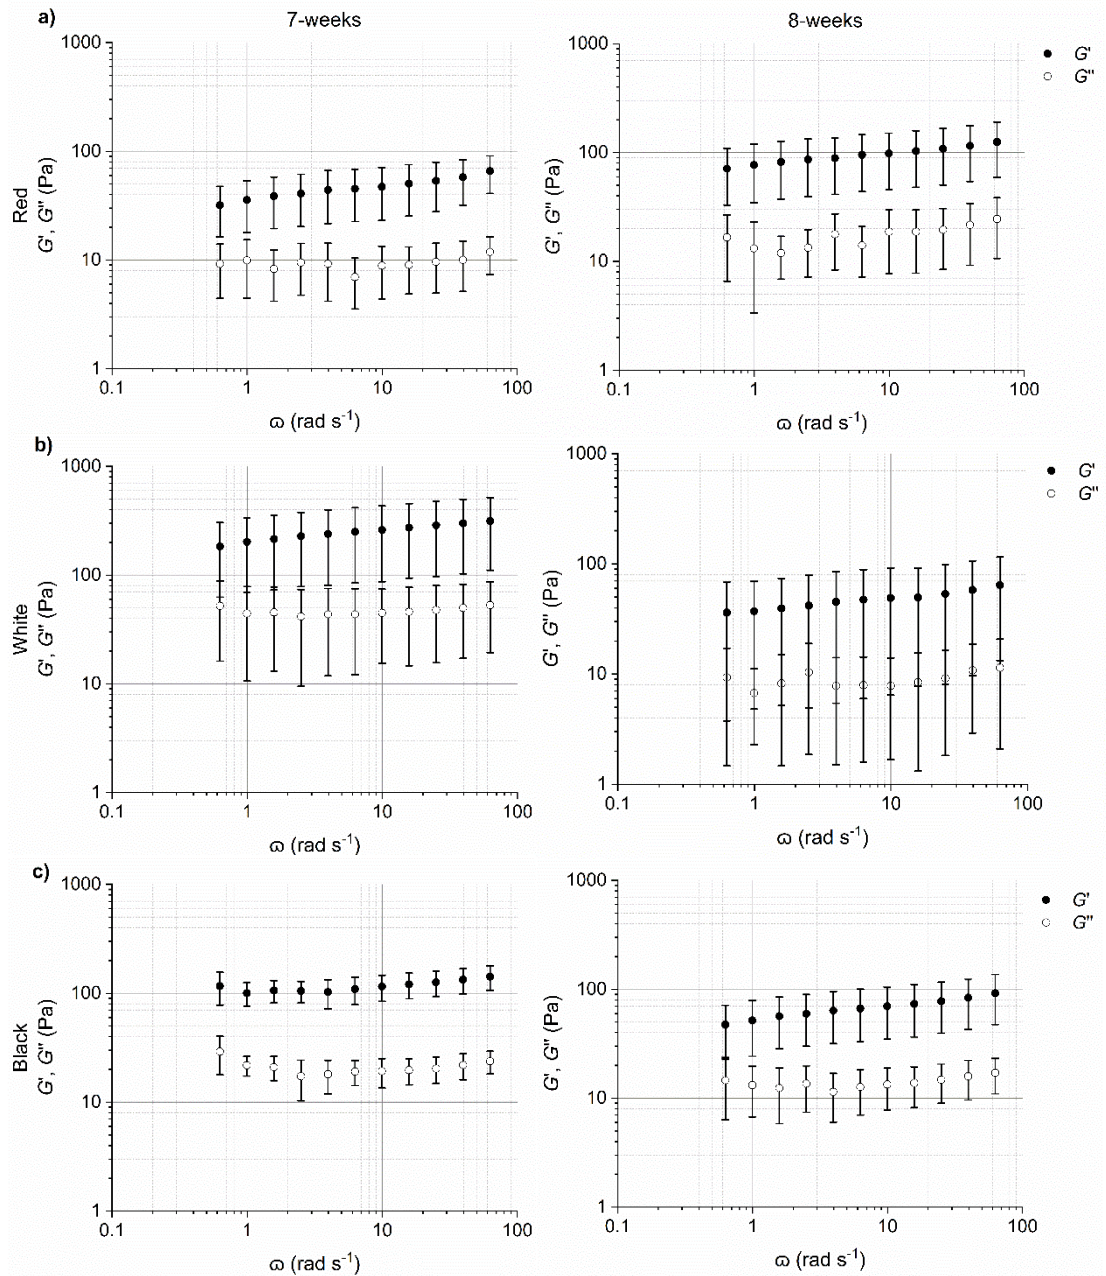 a)
7-weeks
8-weeks
1000
100
10
1
Red
G', G" (Pa)
0.1 1 10 100
ϖ (rad s-1)
1000
100
10
1
G', G" (Pa)
0.1 1 10 100
ϖ (rad s-1)
G'
G"
b)
1000
100
10
1
White
G', G" (Pa)
0.1 1 10 100
ϖ (rad s-1)
1000
100
10
1
G', G" (Pa)
0.1 1 10 100
ϖ (rad s-1)
G'
G"
c)
1000
100
10
1
Black
G', G" (Pa)
0.1 1 10 100
ϖ (rad s-1)
1000
100
10
1
G', G" (Pa)
0.1 1 10 100
ϖ (rad s-1)
G'
G"